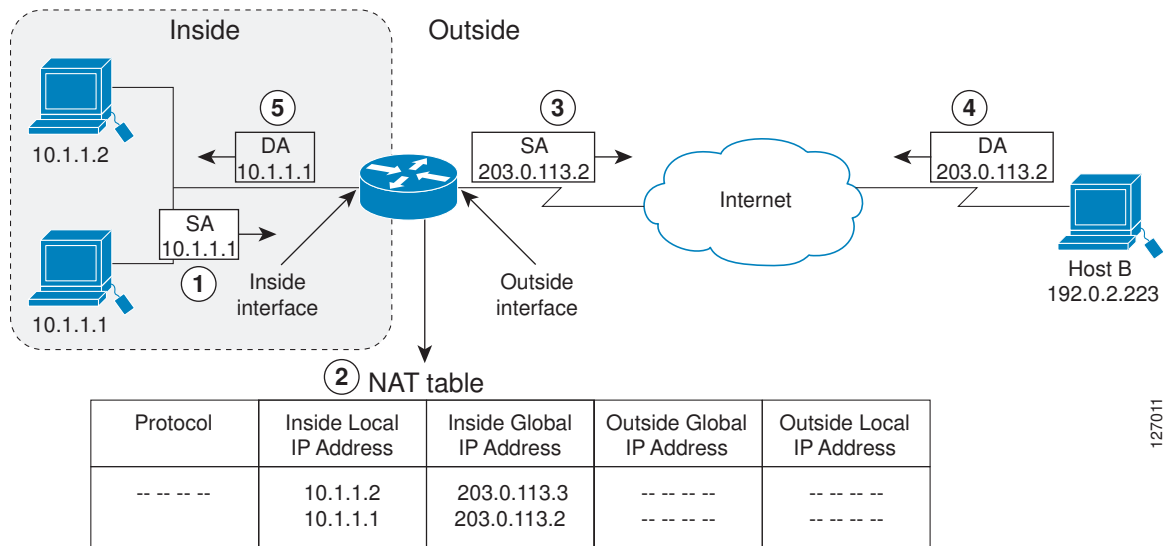 Inside
Outside
5
3
4
DA
10.1.1.1
SA
203.0.113.2
DA
203.0.113.2
10.1.1.2
Internet
SA
10.1.1.1
1
Inside
interface
Outside
interface
Host B
192.0.2.223
10.1.1.1
2 NAT table
Protocol
Inside Local
IP Address
Inside Global
IP Address
Outside Global
IP Address
Outside Local
IP Address
-- -- -- -- 10.1.1.2 203.0.113.3 -- -- -- -- -- -- -- --
10.1.1.1 203.0.113.2 -- -- -- -- -- -- -- --
127011